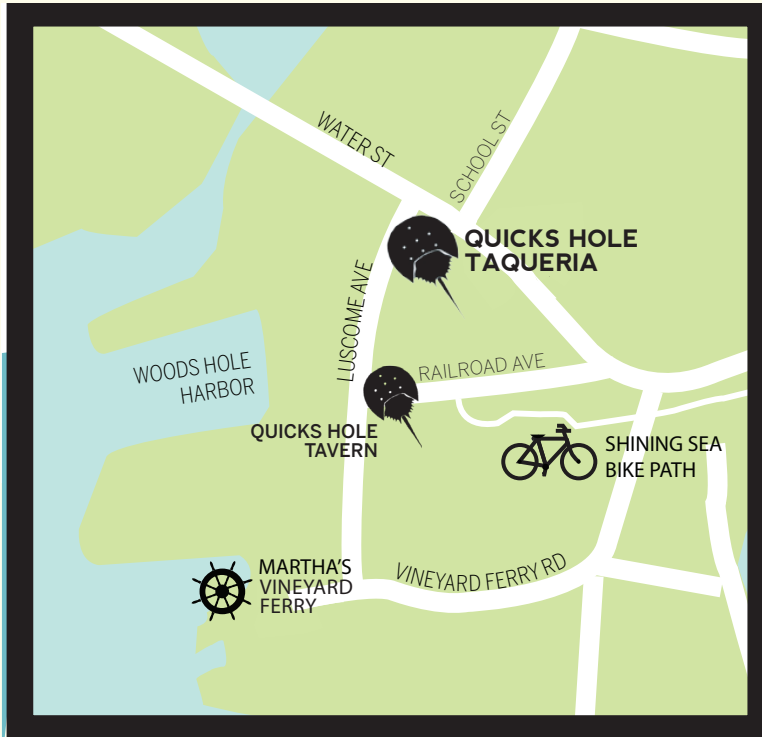 WATER ST
SCHOOL ST
QUICKS HOLE
TAQUERIA
LUSCOME AVE
WOODS HOLE
HARBOR
RAILROAD AVE
QUICKS HOLE
TAVERN
SHINING SEA
BIKE PATH
MARTHA'S
VINEYARD
FERRY
VINEYARD FERRY RD